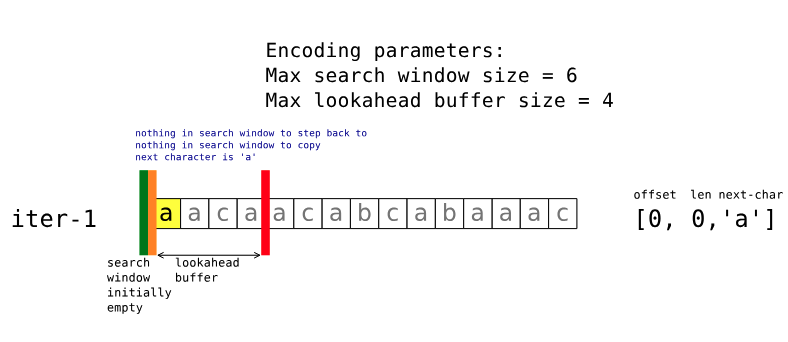 Encoding parameters:
Max search window size = 6
Max lookahead buffer size = 4
nothing in search window to step back to
nothing in search window to copy
next character is 'a'
offset len next-char
iter-1 a a c a a c a b c a b a a a c [0, 0,'a']
search lookahead
window buffer
initially
empty